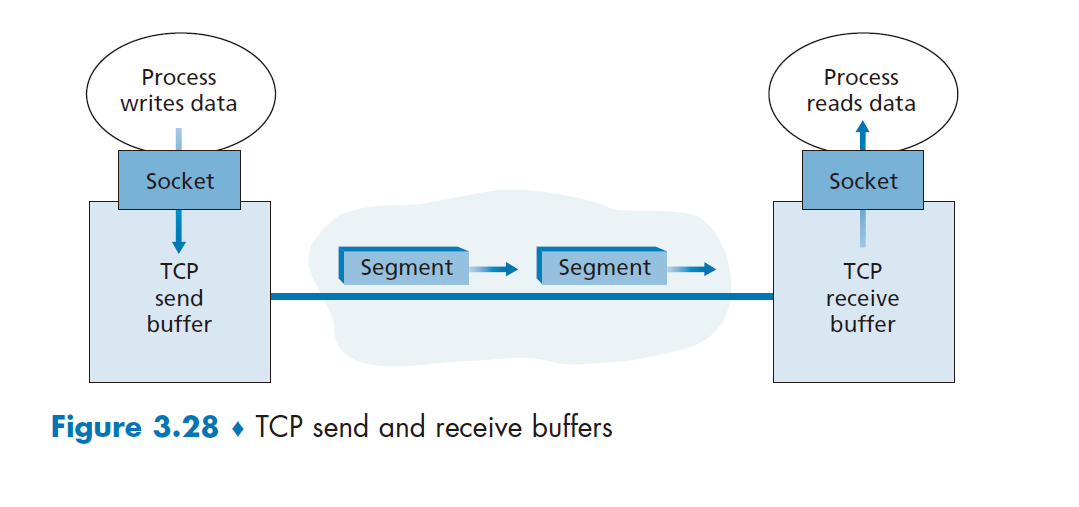 Process
writes data
Process
reads data
Socket
Socket
Segment
Segment
TCP
send
buffer
TCP
receive
buffer
Figure 3.28 ♦ TCP send and receive buffers